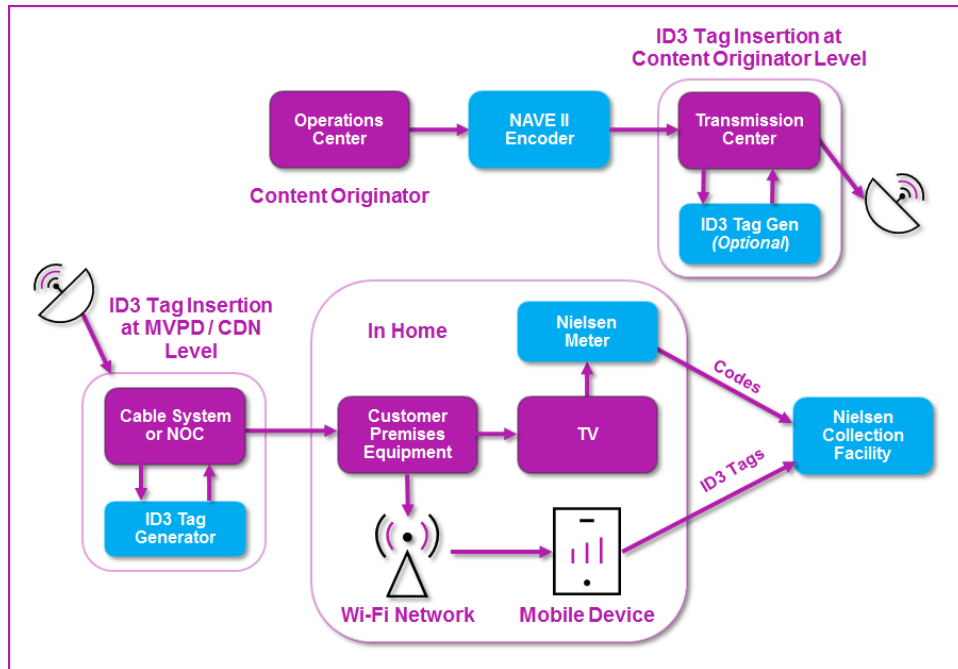 ID3 Tag Insertion at
Content Originator Level
Operations
Center
NAVE II
Encoder
Transmission
Center
Content Originator
ID3 Tag Gen
(Optional)
ID3 Tag Insertion
at MVPD / CDN
Level
In Home
Nielsen
Meter
Codes
Cable System
or NOC
Customer
Premises
Equipment
TV
Nielsen
Collection
Facility
ID3 Tags
ID3 Tag
Generator
Wi-Fi Network
Mobile Device